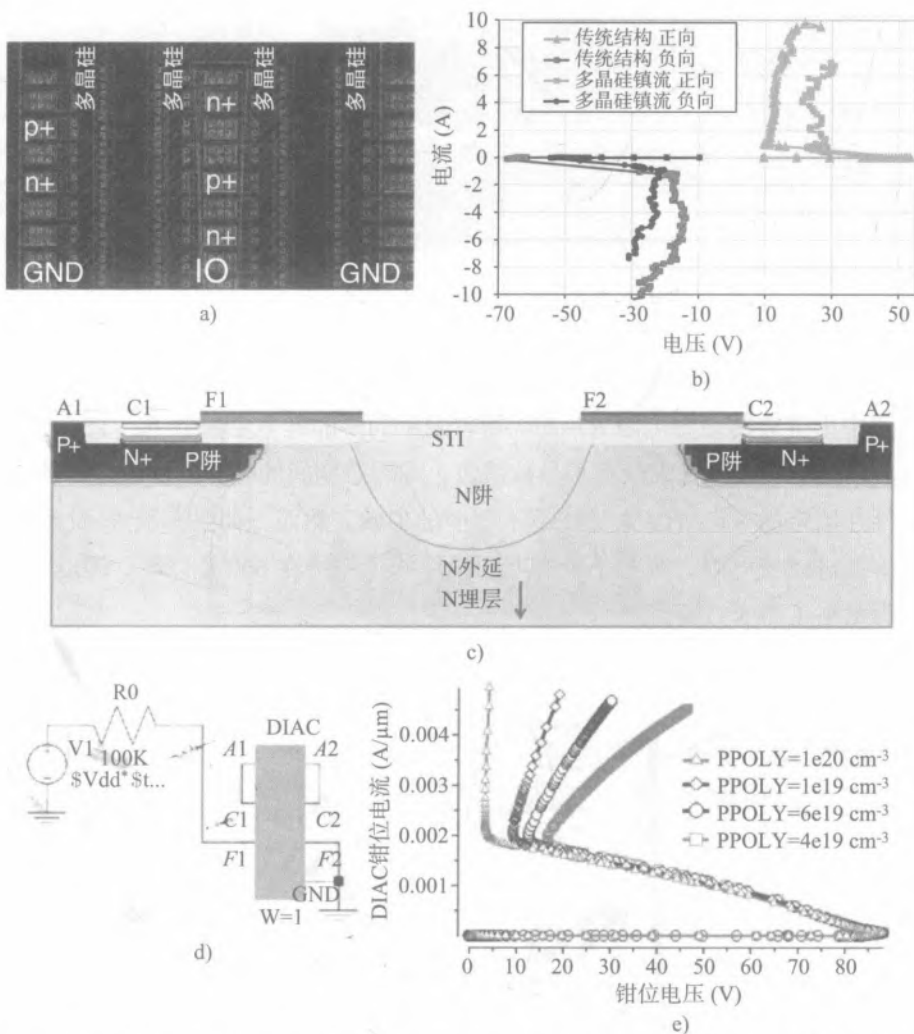 多晶硅
多晶硅
多晶硅
多晶硅
n+
p+
n+
p+
n+
GND
IO
GND
a)
传统结构 正向
传统结构 负向
多晶硅镇流 正向
多晶硅镇流 负向
电流 (A)
10
8
6
4
2
0
-2
-4
-6
-8
-10
-70
-50
-30
-10
10
30
50
电压 (V)
b)
A1
C1
F1
F2
C2
A2
P+
N+
P阱
STI
P阱
N+
P+
N阱
N外延
N埋层
c)
R0
V1
100K
$Vdd* $t...
DIAC
A1
A2
C1
C2
F1
F2
GND
W=1
d)
DIAC钳位电流 (A/μm)
0.004
0.003
0.002
0.001
0
10
20
30
40
50
60
70
80
PPOLY=1e20 cm-3
PPOLY=1e19 cm-3
PPOLY=6e19 cm-3
PPOLY=4e19 cm-3
钳位电压 (V)
e)